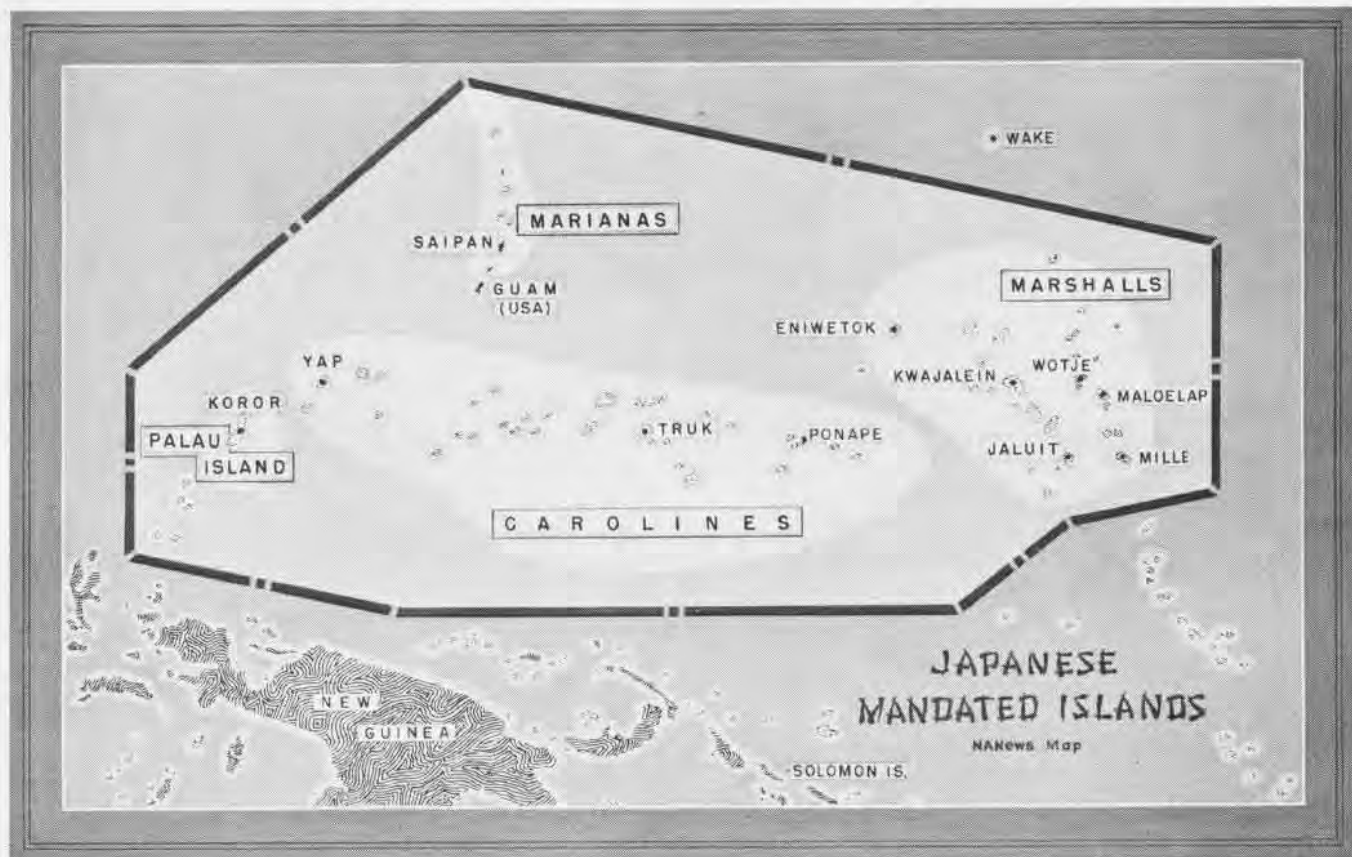 WAKE
MARIANAS
SAIPAN
GUAM
(USA)
MARSHALLS
ENIWETOK
YAP
WOTJE
KWAJALEIN
KOROR
MALOELAP
PALAU
ISLAND
TRUK
PONAPE
JALUIT
MILLE
CAROLINES
JAPANESE
MANDATED ISLANDS
NANews Map
NEW
GUINEA
SOLOMON IS.